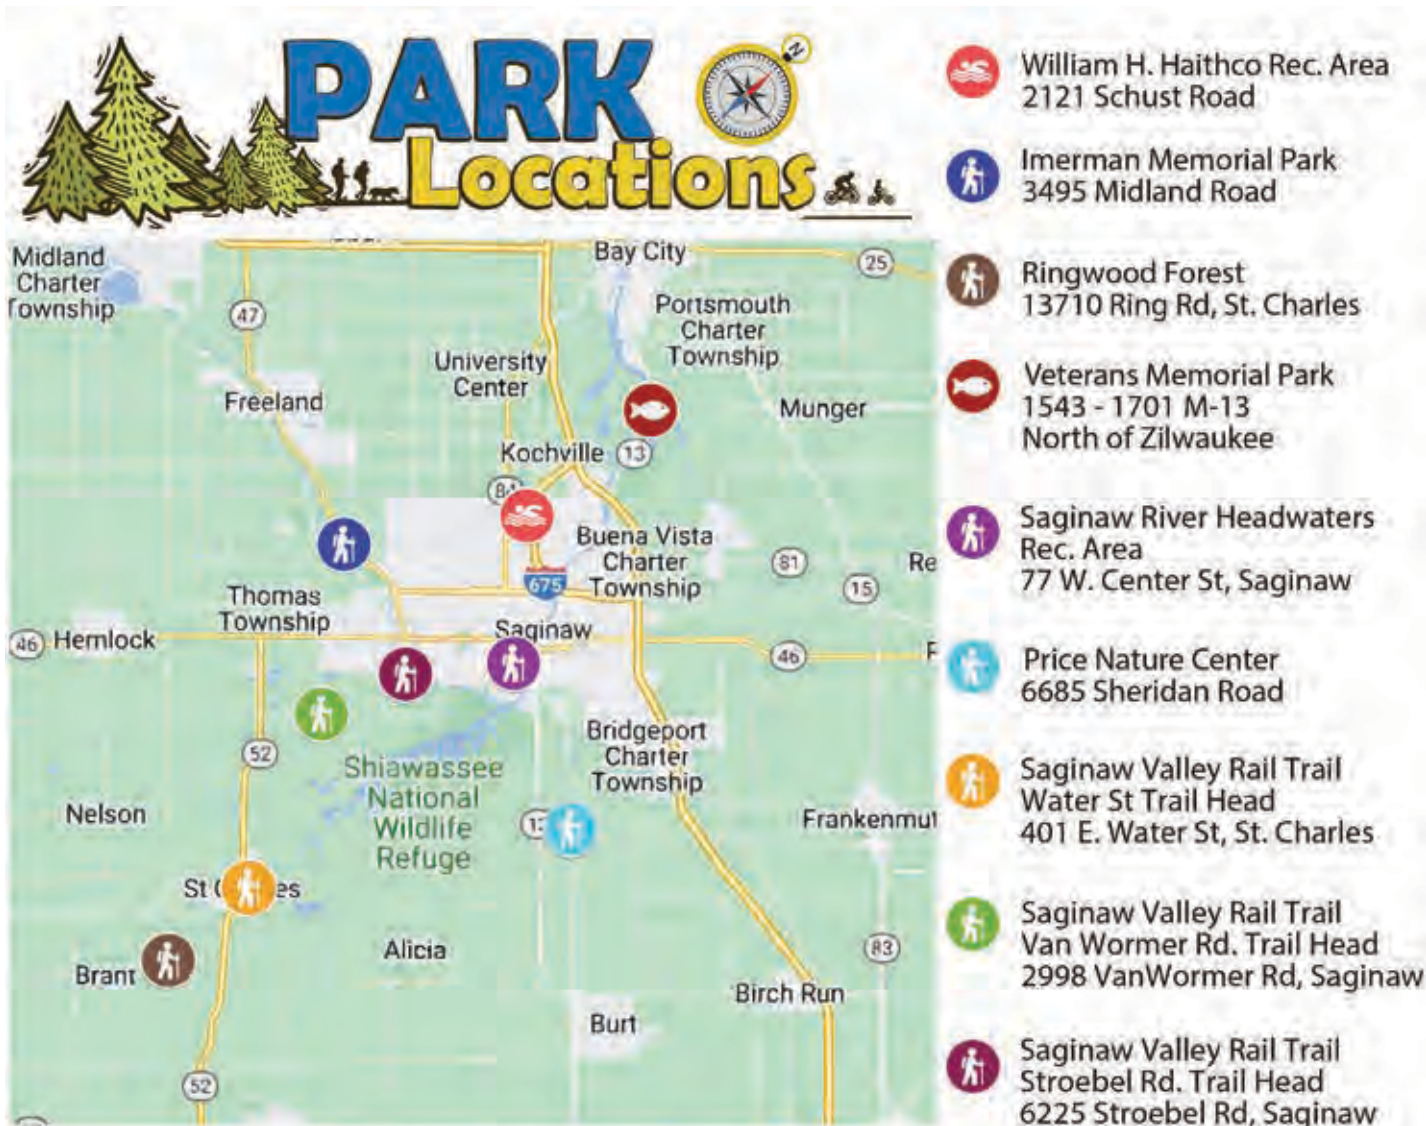 PARK
Locations
N
William H. Haithco Rec. Area
2121 Schust Road
Imerman Memorial Park
3495 Midland Road
Ringwood Forest
13710 Ring Rd, St. Charles
Veterans Memorial Park
1543 - 1701 M-13
North of Zilwaukee
Saginaw River Headwaters
Rec. Area
77 W. Center St, Saginaw
Price Nature Center
6685 Sheridan Road
Saginaw Valley Rail Trail
Water St Trail Head
401 E. Water St, St. Charles
Saginaw Valley Rail Trail
Van Wormer Rd. Trail Head
2998 VanWormer Rd, Saginaw
Saginaw Valley Rail Trail
Stroebel Rd. Trail Head
6225 Stroebel Rd, Saginaw
Midland
Charter
Township
Bay City
25
47
Portsmouth
Charter
Township
University
Center
Freeland
Munger
Kochville
13
84
Buena Vista
Charter
Township
81
Re
675
15
Thomas
Township
46
Hemlock
Saginaw
46
52
Bridgeport
Charter
Township
Shiawassee
National
Wildlife
Refuge
Nelson
Frankenmut
St
es
Alicia
83
Brant
Birch Run
Burt
52